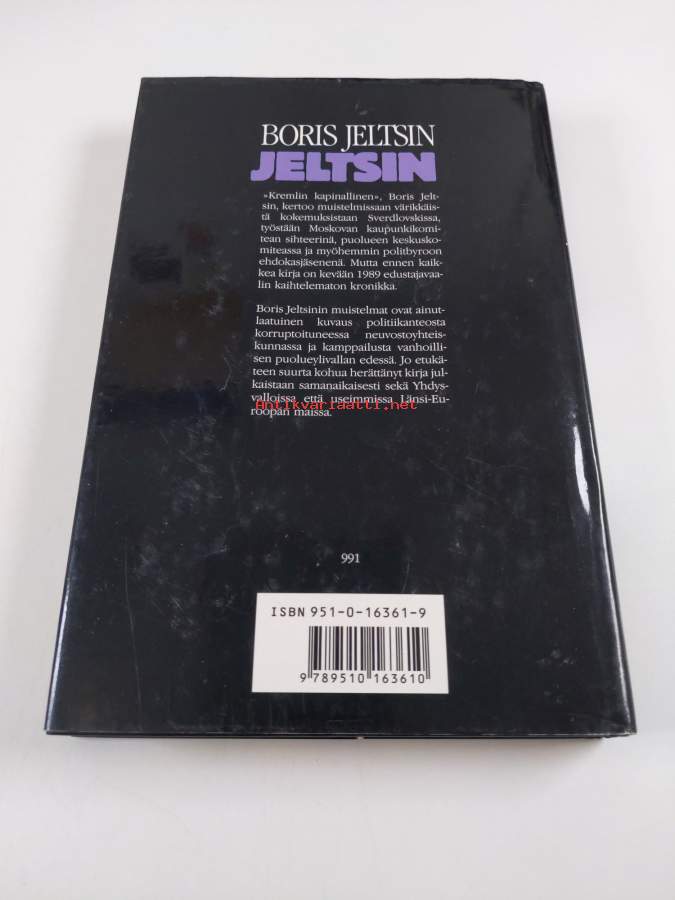 BORIS JELTSIN
JELTSIN
»Kremlin kapinallinen», Boris Jelt-
sin, kertoo muistelmissaan värikkäis-
tä kokemuksistaan Sverdlovskissa,
työstään Moskovan kaupunkikomi-
tean sihteerinä, puolueen keskusko-
miteassa ja myöhemmin politbyroon
ehdokasjäsenenä. Mutta ennen kaik-
kea kirja on kevään 1989 edustajavaa-
lin kaihtelematon kronikka.
Boris Jeltsinin muistelmat ovat ainut-
laatuinen kuvaus politiikanteosta
korruptoituneessa neuvostoyhteis-
kunnassa ja kamppailusta vanhoilli-
sen puolueylivallan edessä. Jo etukä-
teen suurta kohua herättänyt kirja jul-
kaistaan samanaikaisesti sekä Yhdys-
valloissa että useimmissa Länsi-Eu-
roopan maissa.
Antikvariaatti.net
991
ISBN 951-0-16361-9
9 789510 163610